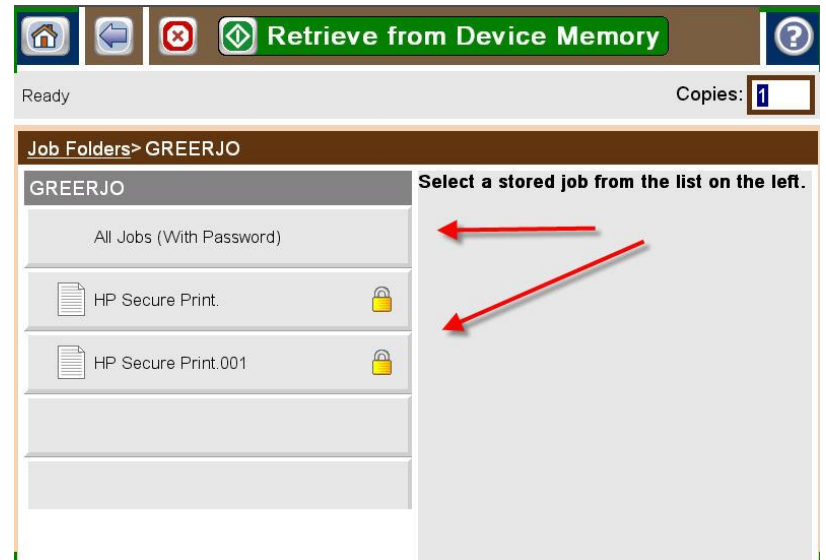 Retrieve from Device Memory
?
Ready
Copies: 1
Job Folders> GREERJO
GREERJO
Select a stored job from the list on the left.
All Jobs (With Password)
HP Secure Print.
HP Secure Print.001